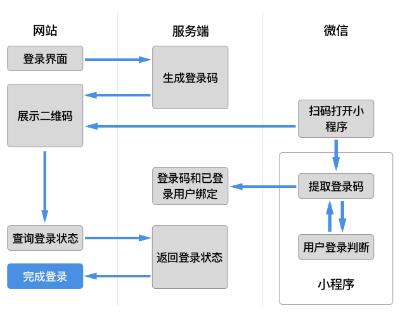 网站
服务端
微信
登录界面
生成登录码
展示二维码
扫码打开小
程序
登录码和已登
录用户绑定
提取登录码
查询登录状态
返回登录状态
用户登录判断
完成登录
小程序